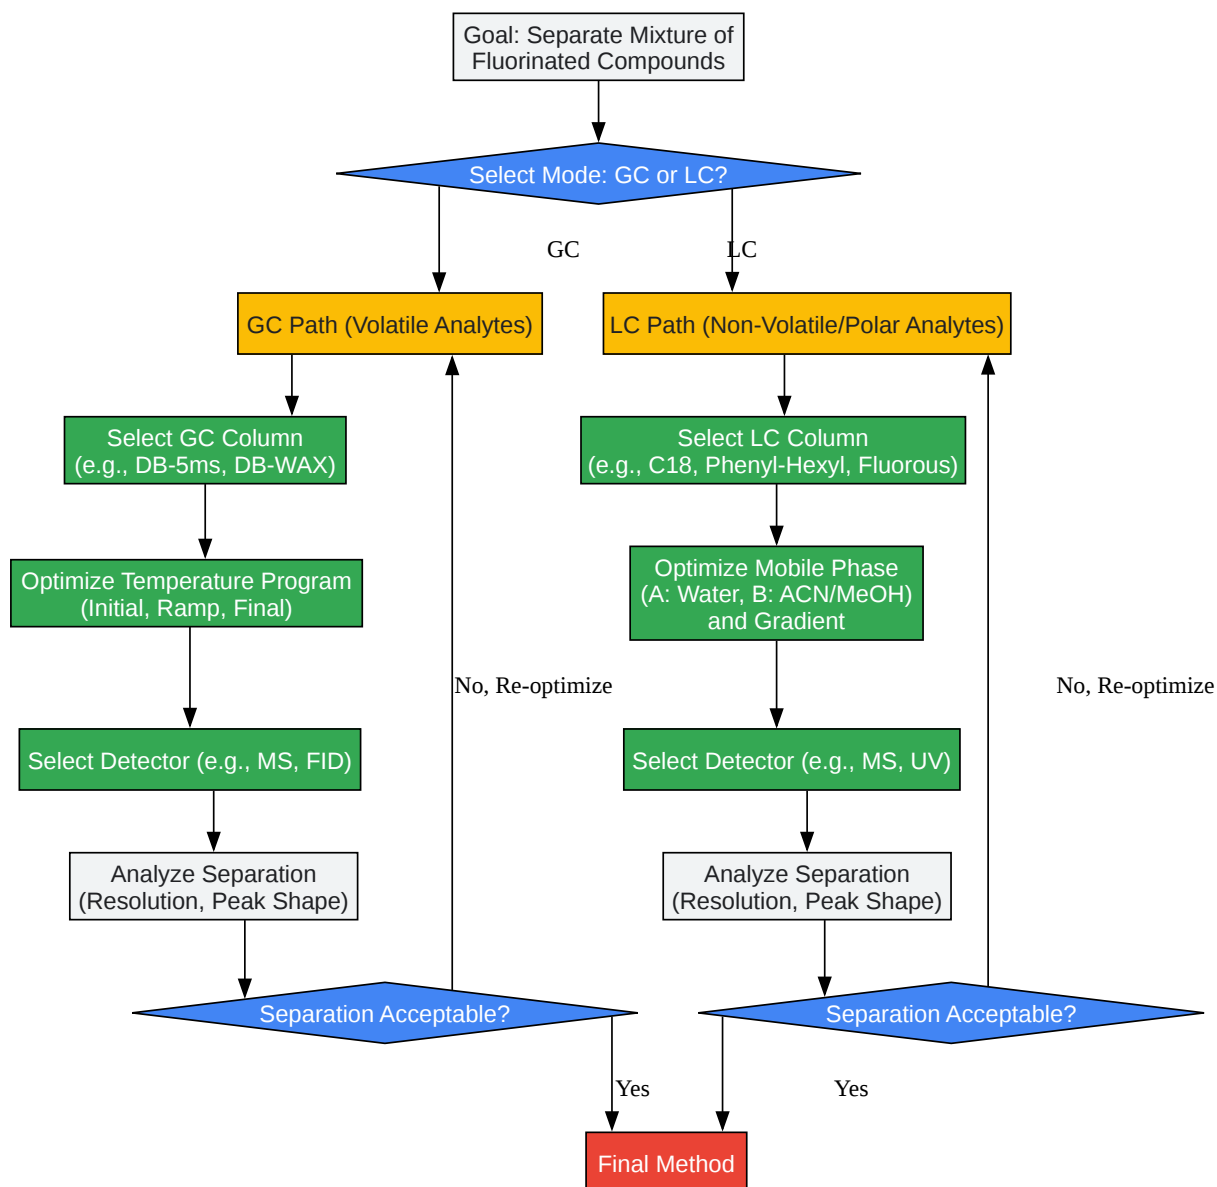 Goal: Separate Mixture of
Fluorinated Compounds
Select Mode: GC or LC?
GC
LC
GC Path (Volatile Analytes)
LC Path (Non-Volatile/Polar Analytes)
Select GC Column
(e.g., DB-5ms, DB-WAX)
Select LC Column
(e.g., C18, Phenyl-Hexyl, Fluorous)
Optimize Temperature Program
(Initial, Ramp, Final)
Optimize Mobile Phase
(A: Water, B: ACN/MeOH)
and Gradient
No, Re-optimize
No, Re-optimize
Select Detector (e.g., MS, FID)
Select Detector (e.g., MS, UV)
Analyze Separation
(Resolution, Peak Shape)
Analyze Separation
(Resolution, Peak Shape)
Separation Acceptable?
Separation Acceptable?
Yes
Yes
Final Method